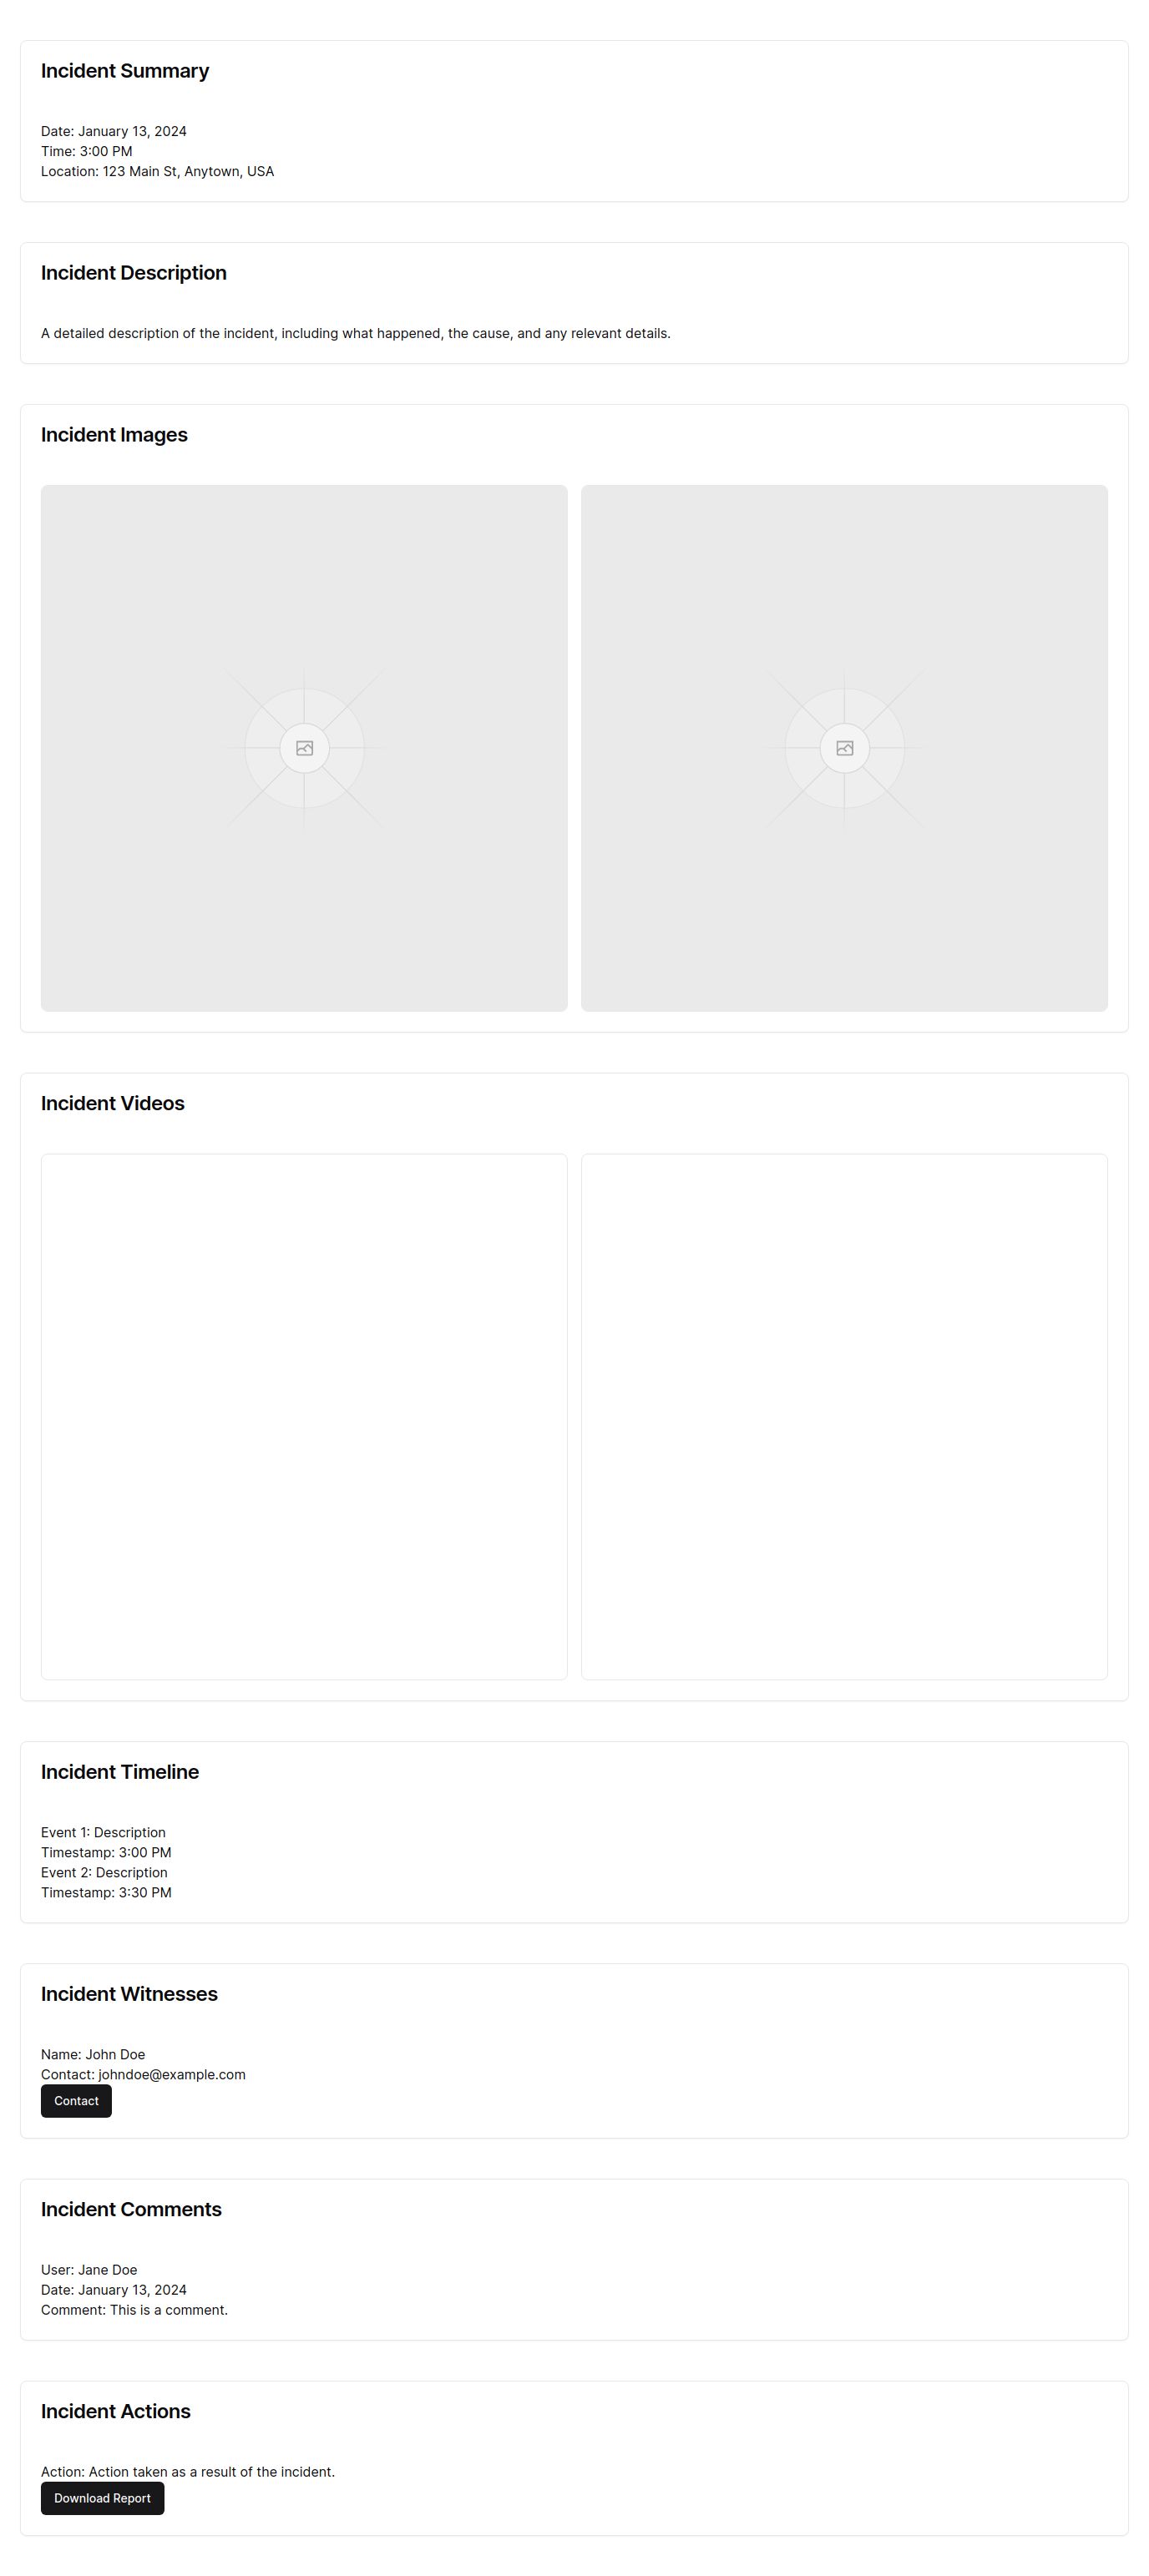 Incident Summary
Date: January 13, 2024
Time: 3:00 PM
Location: 123 Main St, Anytown, USA
Incident Description
A detailed description of the incident, including what happened, the cause, and any relevant details.
Incident Images
Incident Videos
Incident Timeline
Event 1: Description
Timestamp: 3:00 PM
Event 2: Description
Timestamp: 3:30 PM
Incident Witnesses
Name: John Doe
Contact: johndoe@example.com
Contact
Incident Comments
User: Jane Doe
Date: January 13, 2024
Comment: This is a comment.
Incident Actions
Action: Action taken as a result of the incident.
Download Report